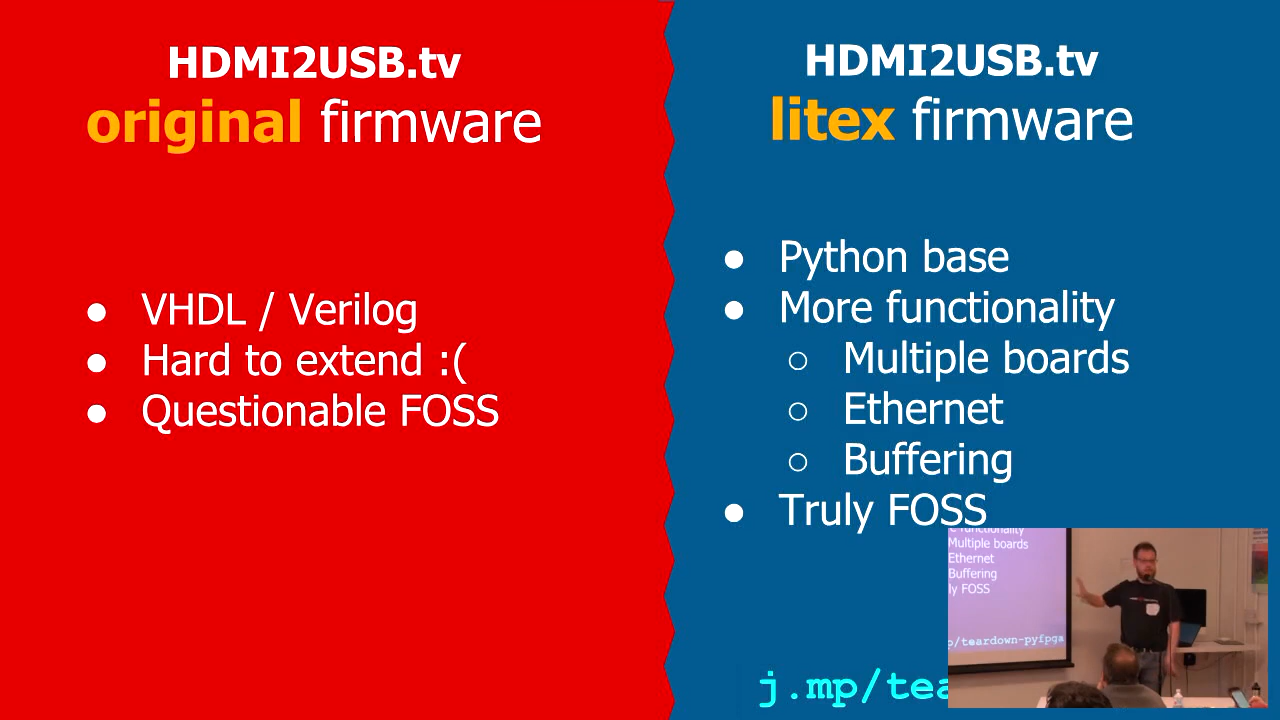 HDMI2USB.tv
original firmware
VHDL / Verilog
Hard to extend :(
Questionable FOSS
HDMI2USB.tv
litex firmware
Python base
More functionality
Multiple boards
Ethernet
Buffering
Truly FOSS
j.mp/tea
functionality
Multiple boards
Ethernet
Buffering
ly FOSS
p/teardown-pyfpga